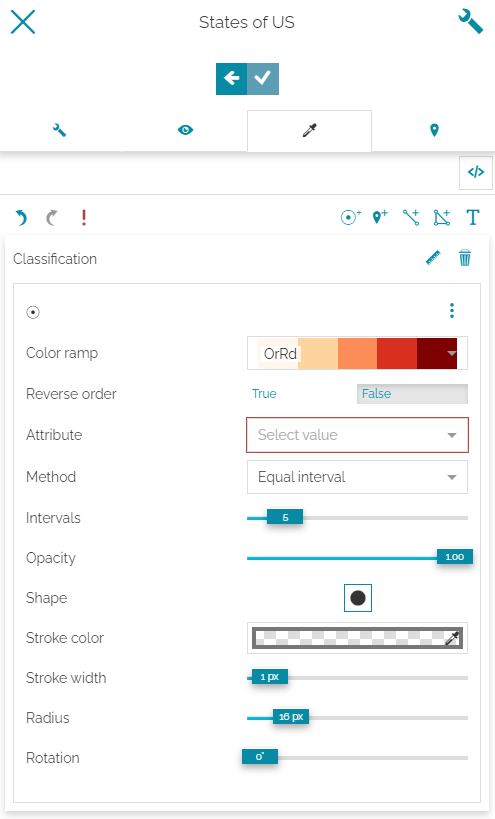 States of US
</>
T
Classification
Color ramp
OrRd
Reverse order
True
False
Attribute
Select value
Method
Equal interval
Intervals
5
Opacity
1.00
Shape
Stroke color
Stroke width
1 px
Radius
16 px
Rotation
0°